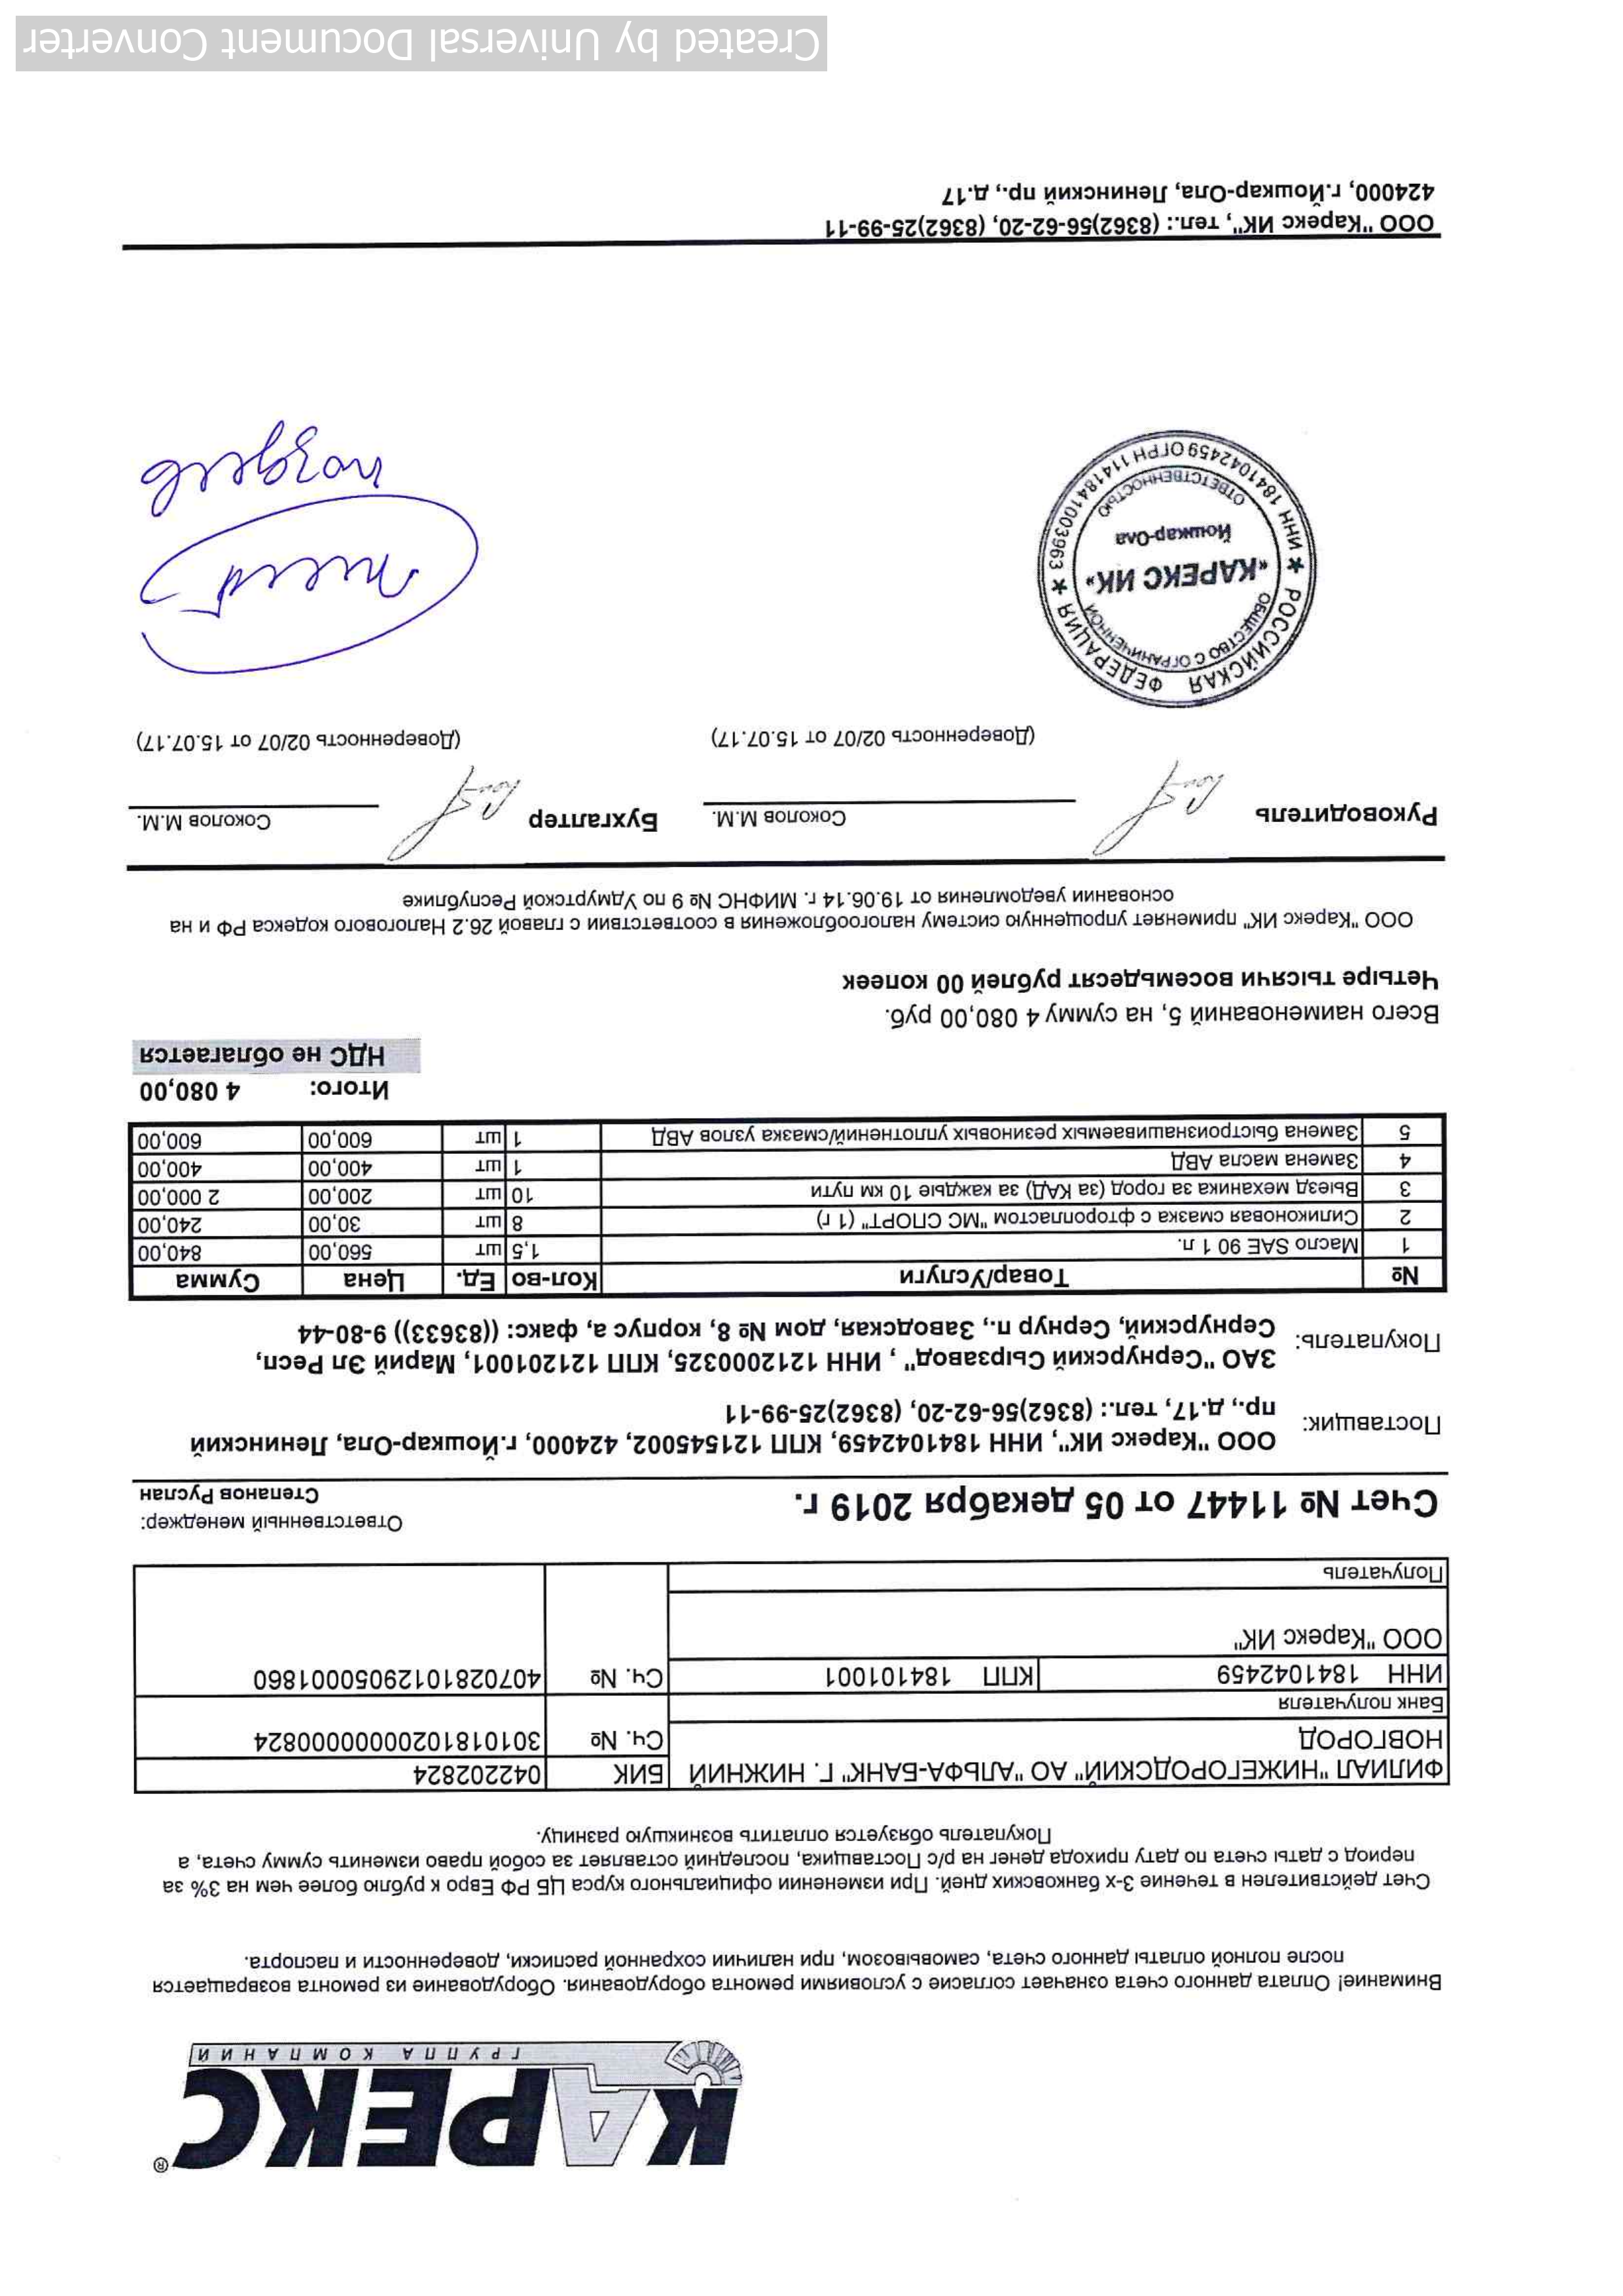 КАРЕКС®
ГРУППА КОМПАНИЙ
Внимание! Оплата данного счета означает согласие с условиями ремонта оборудования. Оборудование из ремонта возвращается
после полной оплаты данного счета, самовывозом, при наличии сохранной расписки, доверенности и паспорта.
Счет действителен в течение 3-х банковских дней. При изменении официального курса ЦБ РФ Евро к рублю более чем на 3% за
период с даты счета по дату прихода денег на р/с Поставщика, последний оставляет за собой право изменить сумму счета, а
Покупатель обязуется оплатить возникшую разницу.
ФИЛИАЛ "НИЖЕГОРОДСКИЙ" АО "АЛЬФА-БАНК" Г. НИЖНИЙ БИК 042202824
НОВГОРОД Сч. № 30101810200000000824
Банк получателя
ИНН 1841042459 КПП 184101001 Сч. № 40702810129050001860
ООО "Карекс ИК"
Получатель
Счет № 11447 от 05 декабря 2019 г.
Ответственный менеджер:
Степанов Руслан
Поставщик: ООО "Карекс ИК", ИНН 1841042459, КПП 121545002, 424000, г.Йошкар-Ола, Ленинский
пр., д.17, тел.: (8362)56-62-20, (8362)25-99-11
Покупатель: ЗАО "Сернурский Сырзавод" , ИНН 1212000325, КПП 121201001, Марий Эл Респ,
Сернурский, Сернур п., Заводская, дом № 8, корпус а, факс: ((83633)) 9-80-44
№ Товар/Услуги Кол-во Ед. Цена Сумма
1 Масло SAE 90 1 л. 1,5 шт 560,00 840,00
2 Силиконовая смазка с фторопластом "МС СПОРТ" (1 г) 8 шт 30,00 240,00
3 Выезд механика за город (за КАД) за каждые 10 км пути 10 шт 200,00 2 000,00
4 Замена масла АВД 1 шт 400,00 400,00
5 Замена быстроизнашиваемых резиновых уплотнений/смазка узлов АВД 1 шт 600,00 600,00
Итого: 4 080,00
НДС не облагается
Всего наименований 5, на сумму 4 080,00 руб.
Четыре тысячи восемьдесят рублей 00 копеек
ООО "Карекс ИК" применяет упрощенную систему налогообложения в соответствии с главой 26.2 Налогового кодекса РФ и на
основании уведомления от 19.06.14 г. МИФНС № 9 по Удмуртской Республике
Руководитель Соколов М.М. Бухгалтер Соколов М.М.
(Доверенность 02/07 от 15.07.17) (Доверенность 02/07 от 15.07.17)
★ РОССИЙСКАЯ ФЕДЕРАЦИЯ ★
ИНН 1841042459 ОГРН 1141841003963
ОБЩЕСТВО С ОГРАНИЧЕННОЙ
ОТВЕТСТВЕННОСТЬЮ
«КАРЕКС ИК»
Йошкар-Ола
ООО "Карекс ИК", тел.: (8362)56-62-20, (8362)25-99-11
424000, г.Йошкар-Ола, Ленинский пр., д.17
Created by Universal Document Converter